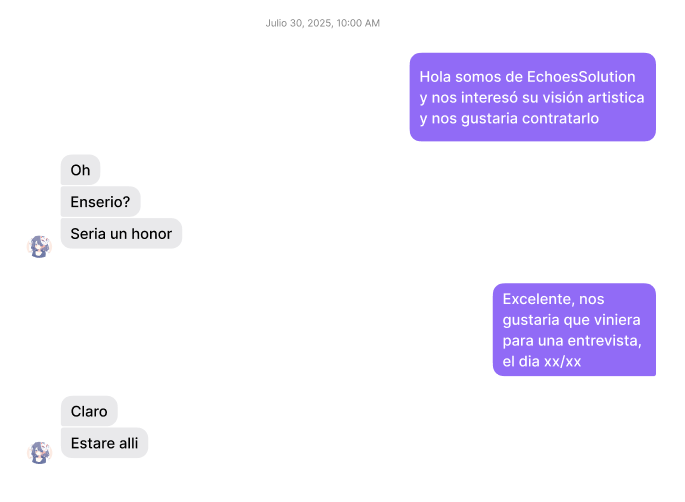 Julio 30, 2025, 10:00 AM
Hola somos de EchoesSolution
y nos interesó su visión artistica
y nos gustaria contratarlo
Oh
Enserio?
Seria un honor
Excelente, nos
gustaria que viniera
para una entrevista,
el dia xx/xx
Claro
Estare alli